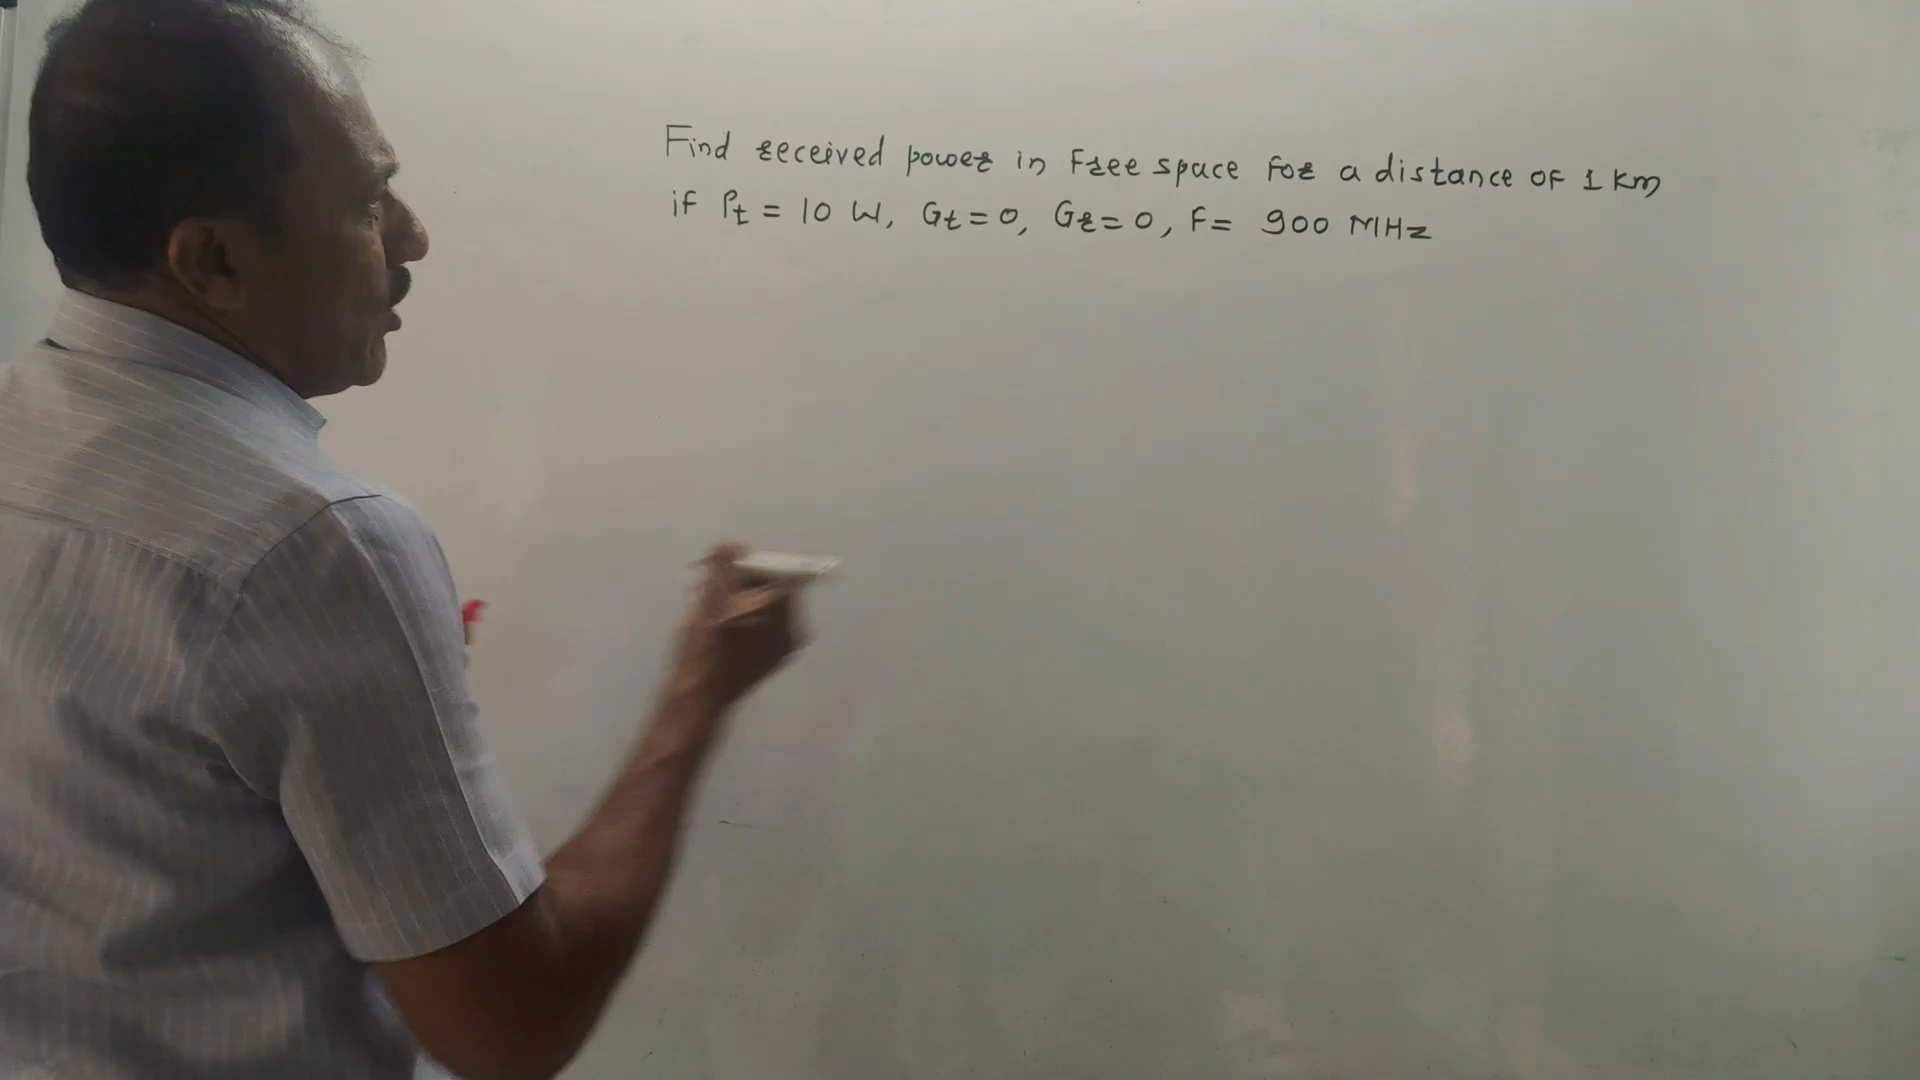 Find received power in Free space for a distance of 1 Km
if Pt = 10 W, Gt = 0, Gr = 0, F = 900 MHz